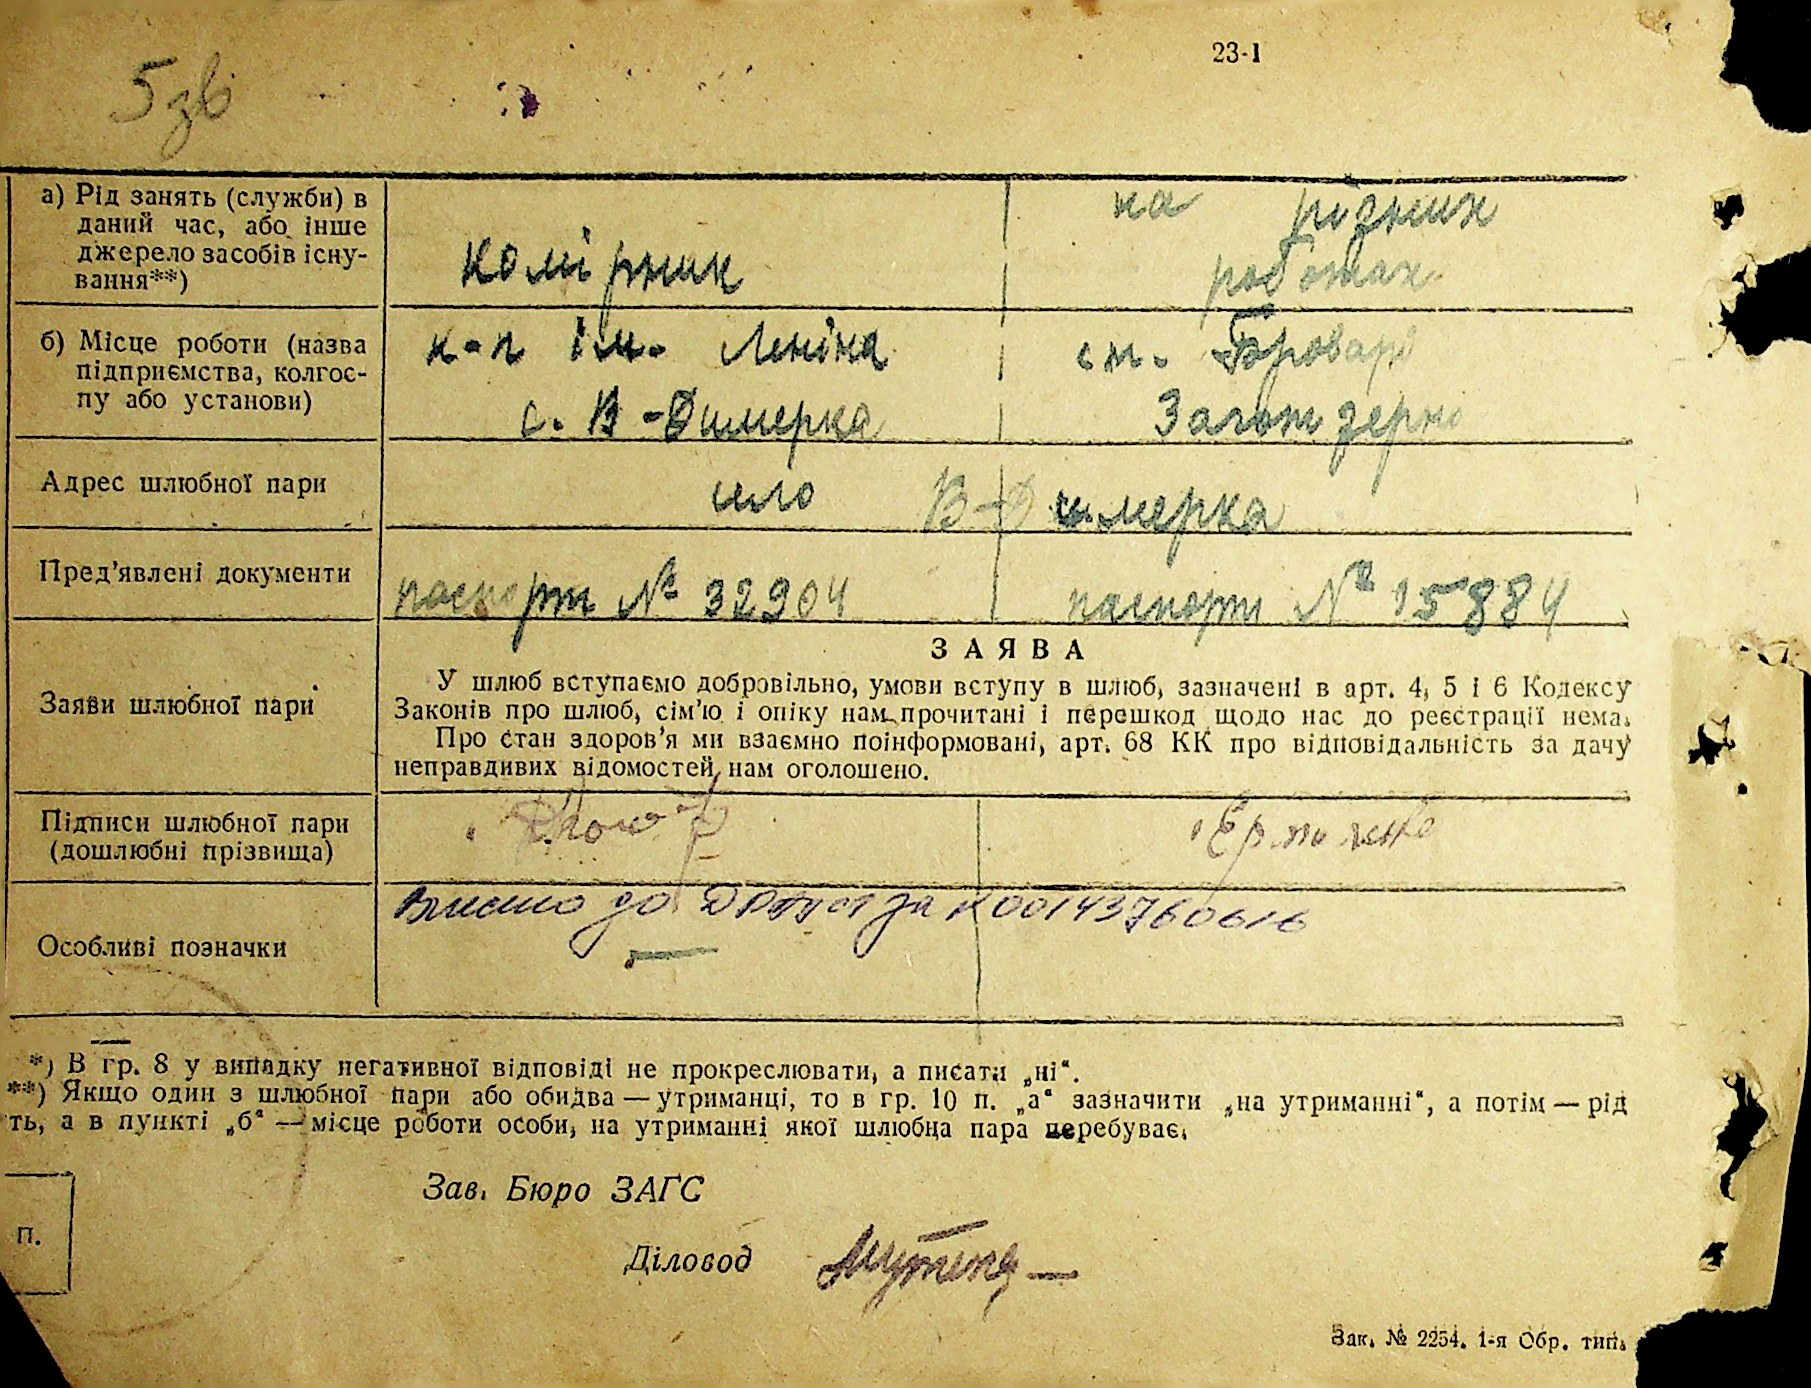 23-1
5зв
а) Рід занять (служби) в
даний час, або інше
джерело засобів існу-
вання**)
комірник
на різних
роботах
б) Місце роботи (назва
підприємства, колгос-
пу або установи)
к-п ім. Леніна
с. В-Димерка
ст. Бровари
Заготзерно
Адрес шлюбної пари
село В-Димерка
Пред'явлені документи
паспорт № 32904
паспорт № 15884
Заяви шлюбної пари
ЗАЯВА
У шлюб вступаємо добровільно, умови вступу в шлюб, зазначені в арт. 4, 5 і 6 Кодексу
Законів про шлюб, сім'ю і опіку нам прочитані і перешкод щодо нас до реєстрації нема.
Про стан здоров'я ми взаємно поінформовані, арт. 68 КК про відповідальність за дачу
неправдивих відомостей нам оголошено.
Підписи шлюбної пари
(дошлюбні прізвища)
Особливі позначки
до за № 00143760616
*) В гр. 8 у випадку негативної відповіді не прокреслювати, а писати „ні“.
**) Якщо один з шлюбної пари або обидва — утриманці, то в гр. 10 п. „а“ зазначити „на утриманні“, а потім — рід
ть, а в пункті „б“ — місце роботи особи, на утриманні якої шлюбна пара перебуває.
Зав. Бюро ЗАГС
П.
Діловод
Зак. № 2254. 1-я Обр. тип.